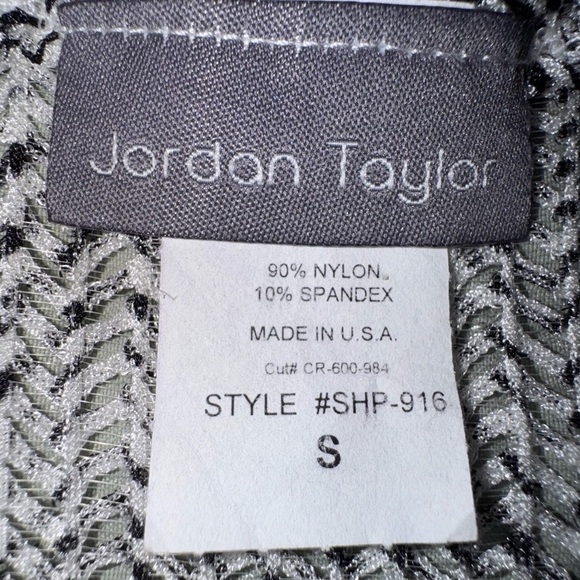 Jordan Taylor
90% NYLON
10% SPANDEX
MADE IN U.S.A.
Cut# CR-600-984
STYLE #SHP-916
S